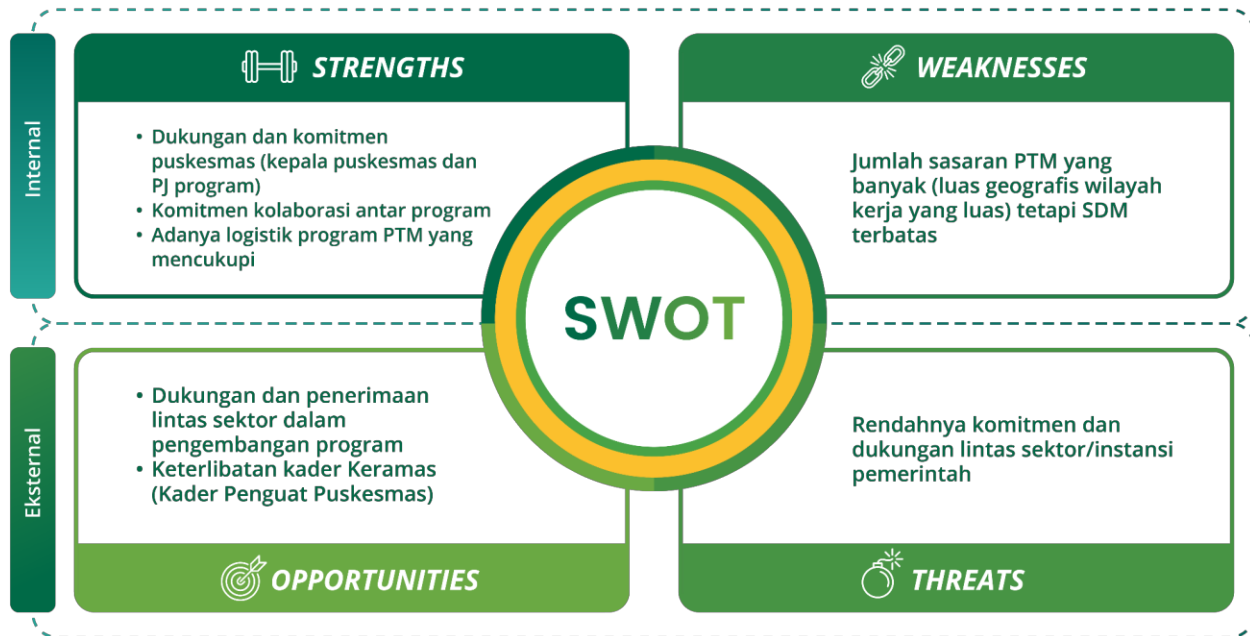 Internal
STRENGTHS
• Dukungan dan komitmen
puskesmas (kepala puskesmas dan
PJ program)
• Komitmen kolaborasi antar program
• Adanya logistik program PTM yang
mencukupi
WEAKNESSES
Jumlah sasaran PTM yang
banyak (luas geografis wilayah
kerja yang luas) tetapi SDM
terbatas
SWOT
Eksternal
• Dukungan dan penerimaan
lintas sektor dalam
pengembangan program
• Keterlibatan kader Keramas
(Kader Penguat Puskesmas)
OPPORTUNITIES
Rendahnya komitmen dan
dukungan lintas sektor/instansi
pemerintah
THREATS